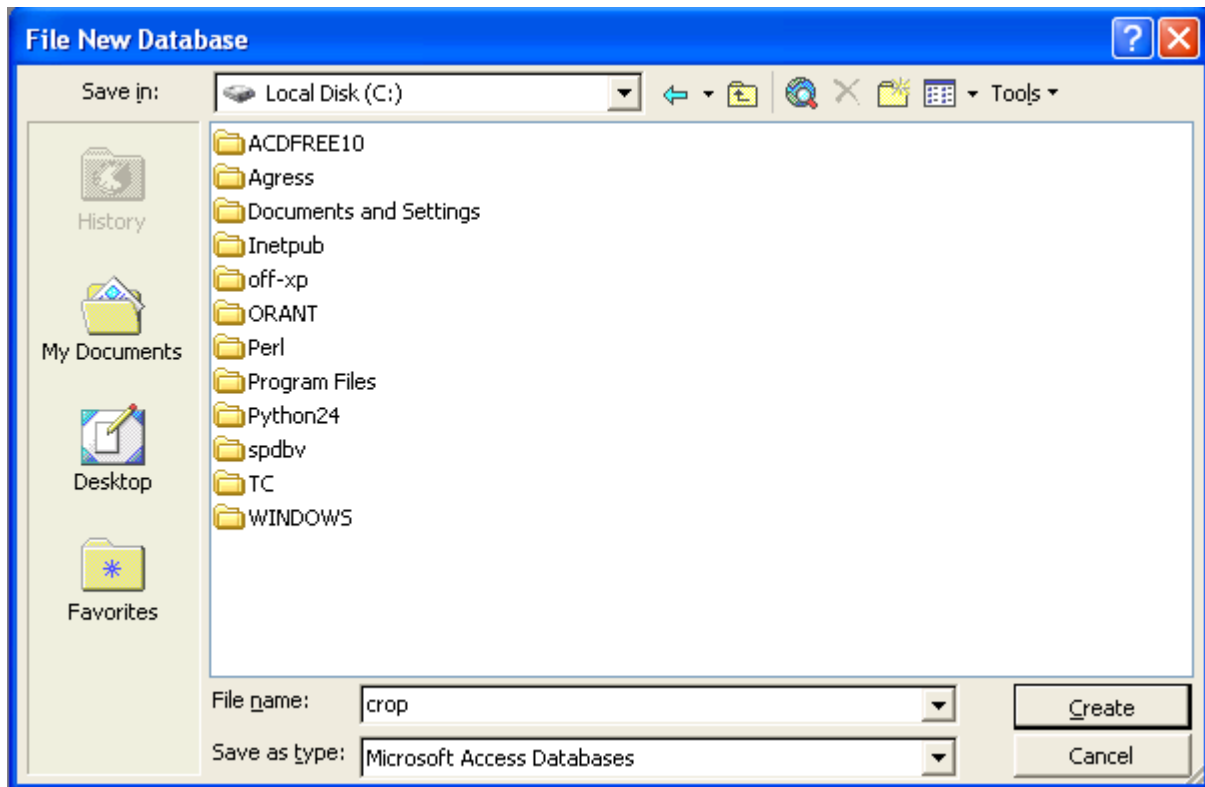 File New Database
Save in:
Local Disk (C:)
Tools
History
My Documents
Desktop
Favorites
ACDFREE10
Agress
Documents and Settings
Inetpub
off-xp
ORANT
Perl
Program Files
Python24
spdbv
TC
WINDOWS
File name:
crop
Create
Save as type:
Microsoft Access Databases
Cancel